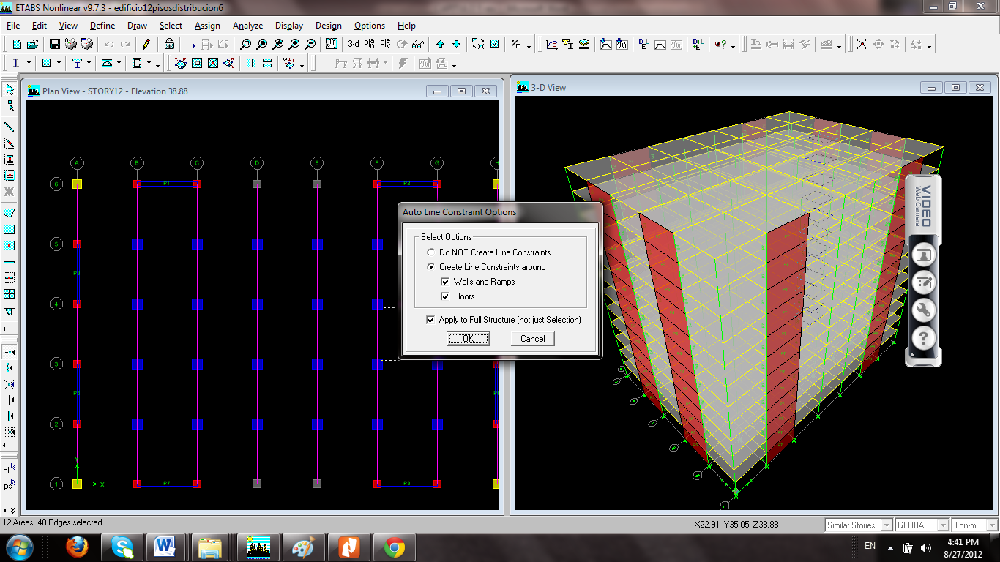 ETABS Nonlinear v9.7.3 - edificio12pisosdistribucion6
File Edit View Define Draw Select Assign Analyze Display Design Options Help
3-d
Plan View - STORY12 - Elevation 38.88
3-D View
A B C D E F G H
6
P1 P2
5
P3
4
3
P5
2
1
P7 P8
Y
X
Auto Line Constraint Options
Select Options
Do NOT Create Line Constraints
Create Line Constraints around
Walls and Ramps
Floors
Apply to Full Structure (not just Selection)
OK Cancel
VIDEO
Web Camera
all
ps
12 Areas, 48 Edges selected
X22.91 Y35.05 Z38.88
Similar Stories
GLOBAL
Ton-m
EN
4:41 PM
8/27/2012